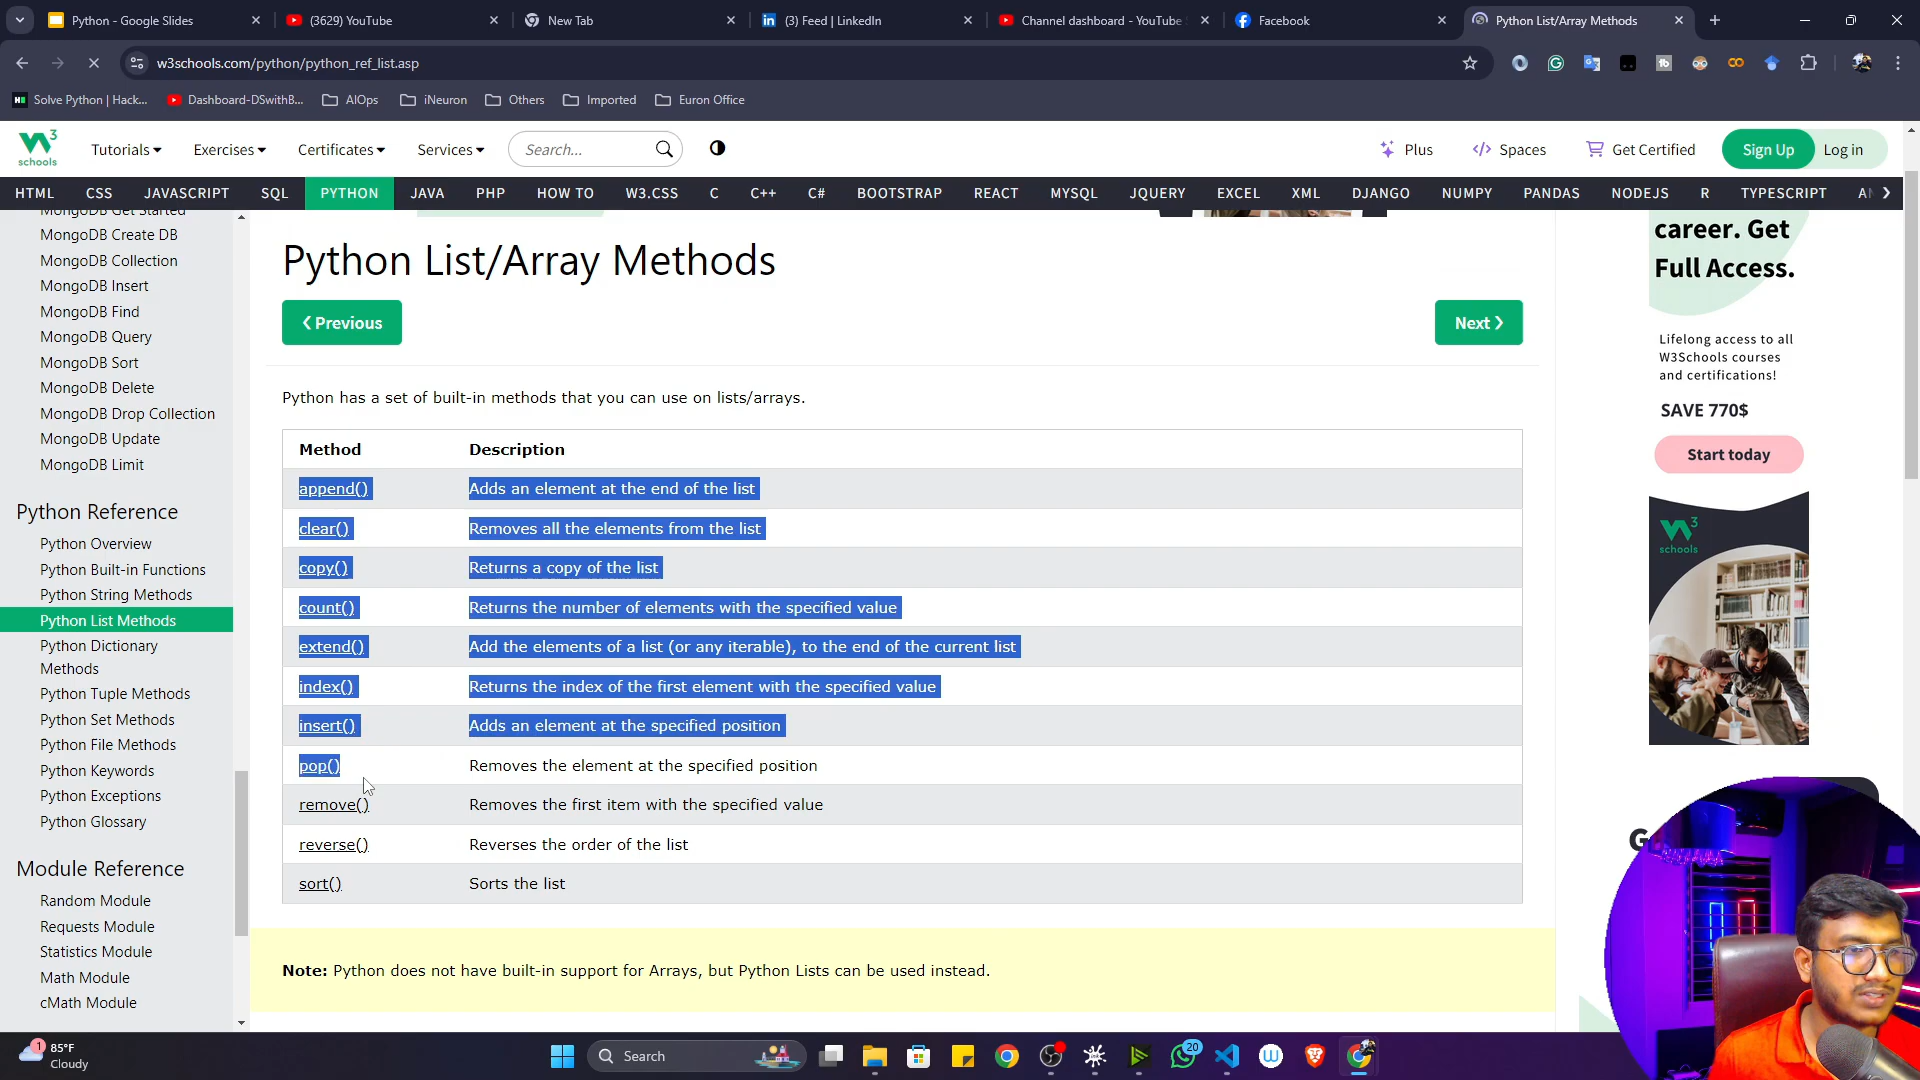 Python - Google Slides
(3629) YouTube
New Tab
(3) Feed | LinkedIn
Channel dashboard - YouTube
Facebook
Python List/Array Methods
w3schools.com/python/python_ref_list.asp
Solve Python | Hack...
Dashboard-DSwithB...
AIOps
iNeuron
Others
Imported
Euron Office
W3 schools
Tutorials
Exercises
Certificates
Services
Search...
Plus
Spaces
Get Certified
Sign Up
Log in
HTML CSS JAVASCRIPT SQL PYTHON JAVA PHP HOW TO W3.CSS C C++ C# BOOTSTRAP REACT MYSQL JQUERY EXCEL XML DJANGO NUMPY PANDAS NODEJS R TYPESCRIPT
MongoDB Get Started
MongoDB Create DB
MongoDB Collection
MongoDB Insert
MongoDB Find
MongoDB Query
MongoDB Sort
MongoDB Delete
MongoDB Drop Collection
MongoDB Update
MongoDB Limit
Python Reference
Python Overview
Python Built-in Functions
Python String Methods
Python List Methods
Python Dictionary
Methods
Python Tuple Methods
Python Set Methods
Python File Methods
Python Keywords
Python Exceptions
Python Glossary
Module Reference
Random Module
Requests Module
Statistics Module
Math Module
cMath Module
Python List/Array Methods
❮ Previous
Next ❯
Python has a set of built-in methods that you can use on lists/arrays.
Method Description
append() Adds an element at the end of the list
clear() Removes all the elements from the list
copy() Returns a copy of the list
count() Returns the number of elements with the specified value
extend() Add the elements of a list (or any iterable), to the end of the current list
index() Returns the index of the first element with the specified value
insert() Adds an element at the specified position
pop() Removes the element at the specified position
remove() Removes the first item with the specified value
reverse() Reverses the order of the list
sort() Sorts the list
Note: Python does not have built-in support for Arrays, but Python Lists can be used instead.
career. Get
Full Access.
Lifelong access to all
W3Schools courses
and certifications!
SAVE 770$
Start today
W3 schools
1
85°F
Cloudy
Search
20